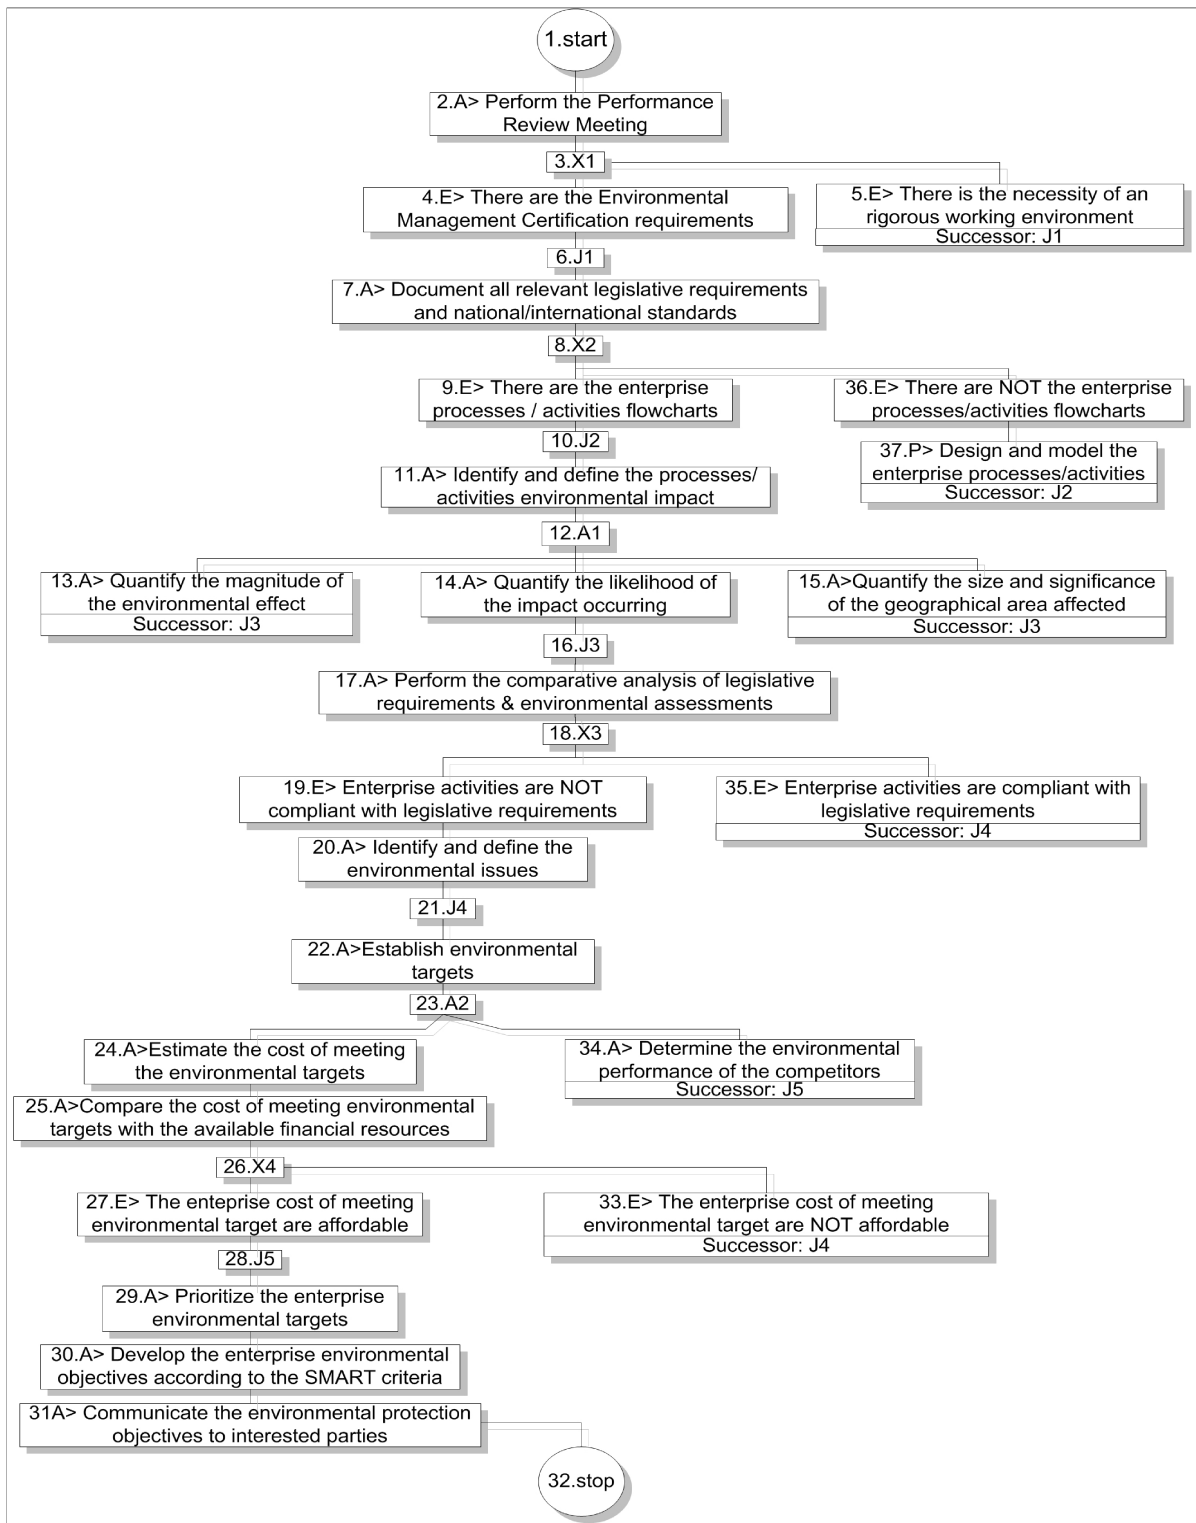 1.start
2.A> Perform the Performance
Review Meeting
3.X1
4.E> There are the Environmental
Management Certification requirements
5.E> There is the necessity of an
rigorous working environment
Successor: J1
6.J1
7.A> Document all relevant legislative requirements
and national/international standards
8.X2
9.E> There are the enterprise
processes / activities flowcharts
36.E> There are NOT the enterprise
processes/activities flowcharts
10.J2
37.P> Design and model the
enterprise processes/activities
Successor: J2
11.A> Identify and define the processes/
activities environmental impact
12.A1
13.A> Quantify the magnitude of
the environmental effect
Successor: J3
14.A> Quantify the likelihood of
the impact occurring
15.A>Quantify the size and significance
of the geographical area affected
Successor: J3
16.J3
17.A> Perform the comparative analysis of legislative
requirements & environmental assessments
18.X3
19.E> Enterprise activities are NOT
compliant with legislative requirements
35.E> Enterprise activities are compliant with
legislative requirements
Successor: J4
20.A> Identify and define the
environmental issues
21.J4
22.A>Establish environmental
targets
23.A2
24.A>Estimate the cost of meeting
the environmental targets
34.A> Determine the environmental
performance of the competitors
Successor: J5
25.A>Compare the cost of meeting environmental
targets with the available financial resources
26.X4
27.E> The enteprise cost of meeting
environmental target are affordable
33.E> The enterprise cost of meeting
environmental target are NOT affordable
Successor: J4
28.J5
29.A> Prioritize the enterprise
environmental targets
30.A> Develop the enterprise environmental
objectives according to the SMART criteria
31A> Communicate the environmental protection
objectives to interested parties
32.stop